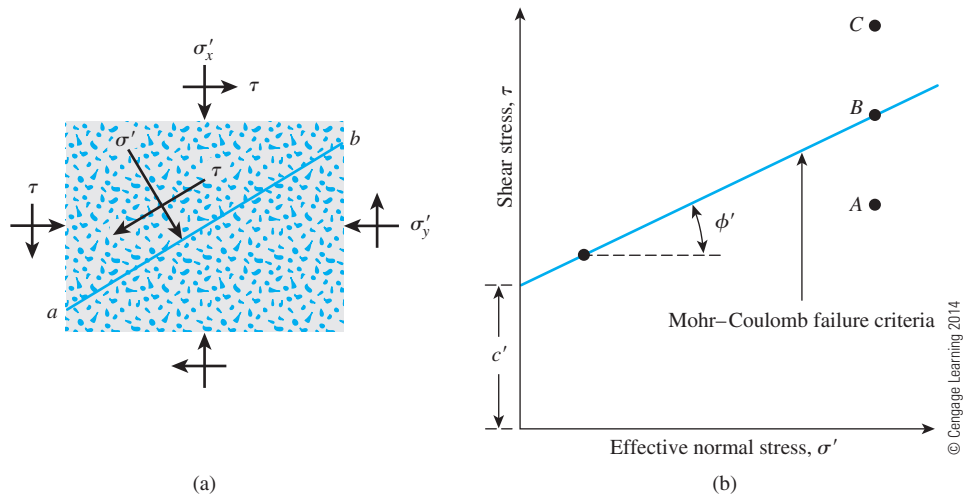 σ′x
τ
σ′
b
τ
τ
σ′y
a
(a)
Shear stress, τ
C
B
A
ϕ′
Mohr–Coulomb failure criteria
c′
Effective normal stress, σ′
(b)
© Cengage Learning 2014